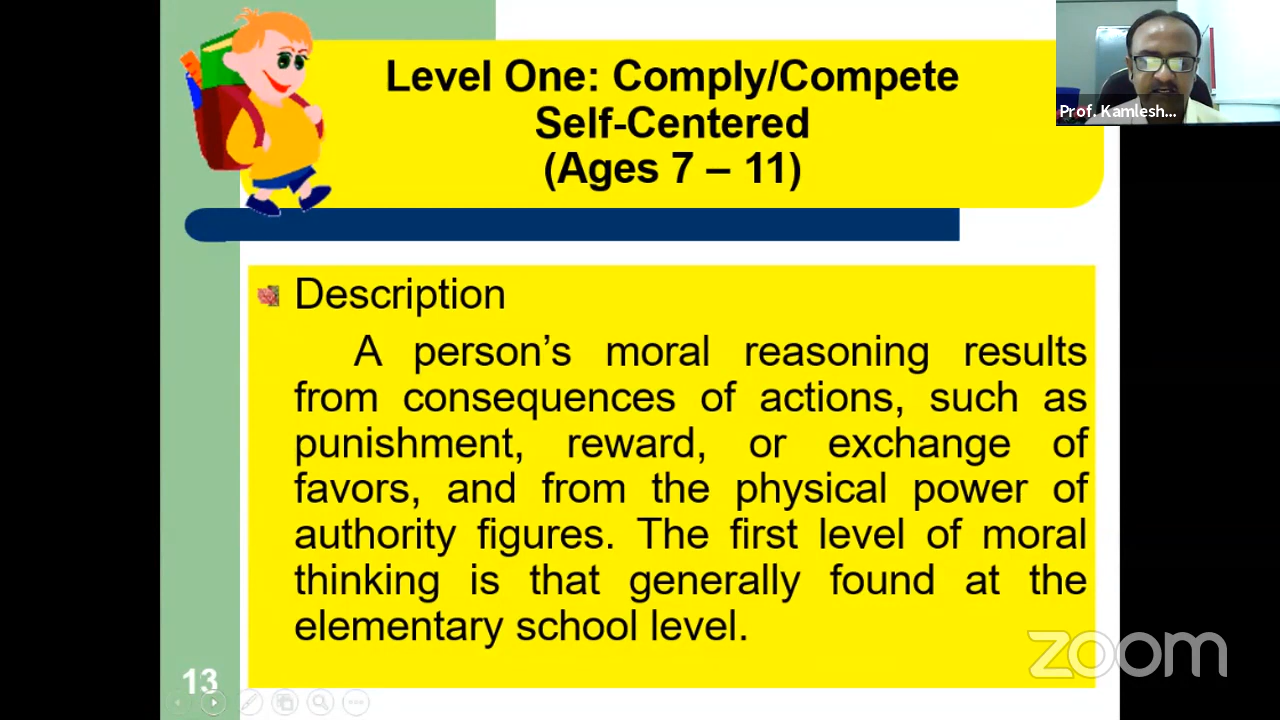 Level One: Comply/Compete
Self-Centered
(Ages 7 – 11)
Prof. Kamlesh...
Description
A person’s moral reasoning results
from consequences of actions, such as
punishment, reward, or exchange of
favors, and from the physical power of
authority figures. The first level of moral
thinking is that generally found at the
elementary school level.
zoom
13